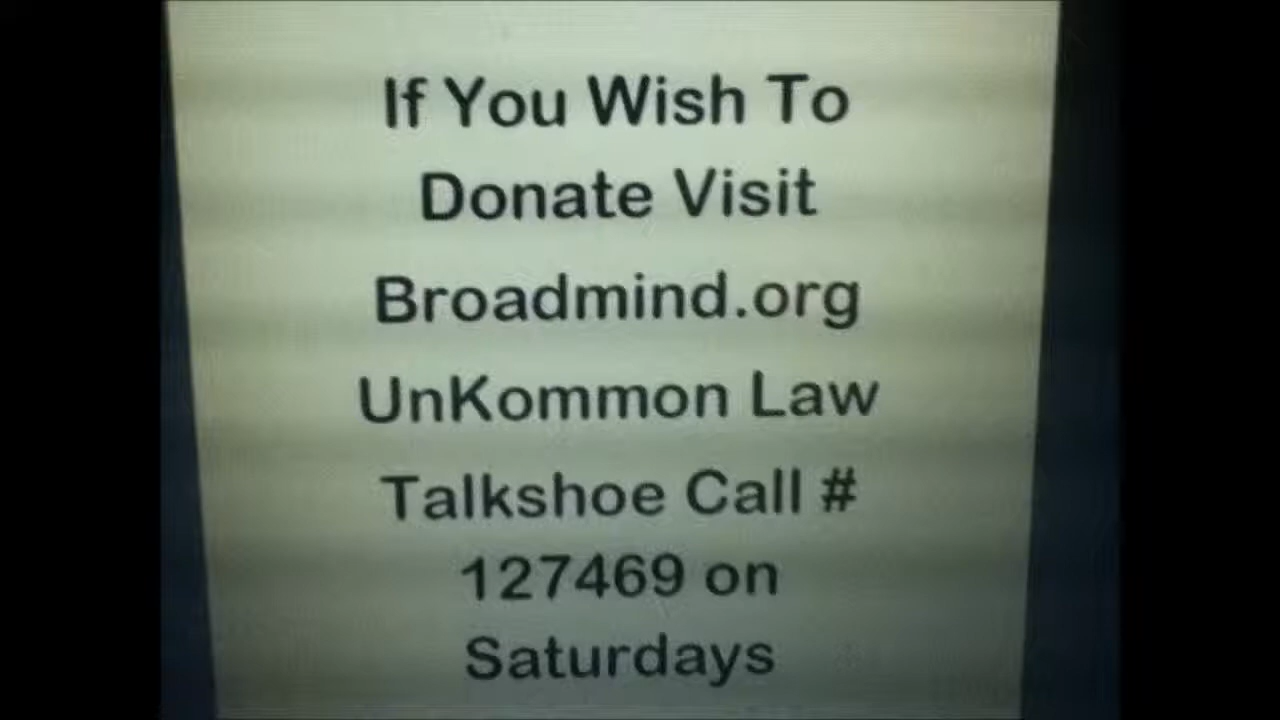 If You Wish To
Donate Visit
Broadmind.org
UnKommon Law
Talkshoe Call #
127469 on
Saturdays